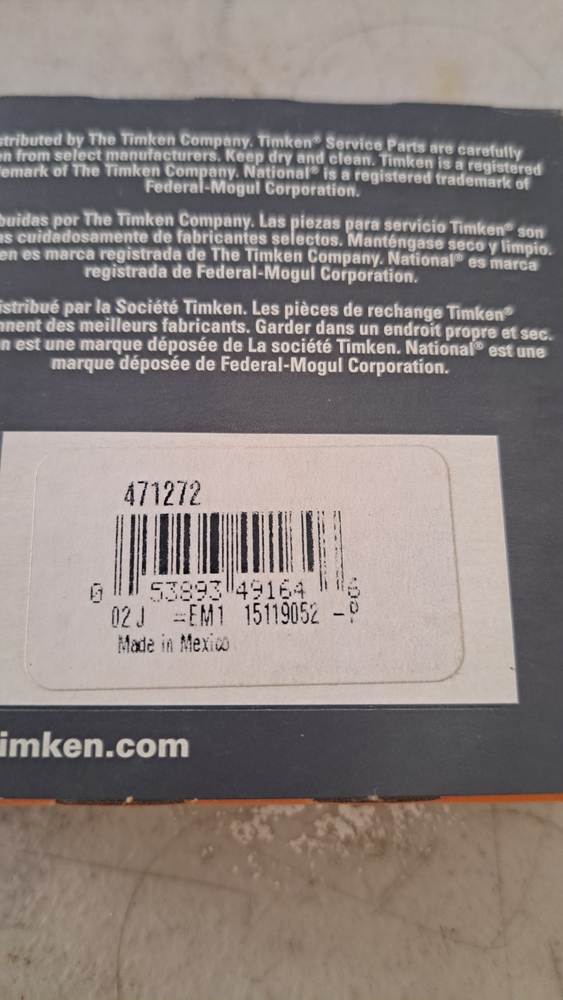 stributed by The Timken Company. Timken® Service Parts are carefully
en from select manufacturers. Keep dry and clean. Timken is a registered
emark of The Timken Company. National® is a registered trademark of
Federal-Mogul Corporation.
buidas por The Timken Company. Las piezas para servicio Timken® son
as cuidadosamente de fabricantes selectos. Manténgase seco y limpio.
en es marca registrada de The Timken Company. National® es marca
registrada de Federal-Mogul Corporation.
istribué par la Société Timken. Les pièces de rechange Timken®
nnent des meilleurs fabricants. Garder dans un endroit propre et sec.
n est une marque déposée de La société Timken. National® est une
marque déposée de Federal-Mogul Corporation.
471272
0 53893 49164 6
02J =EM1 15119052 -P
Made in Mexico
imken.com